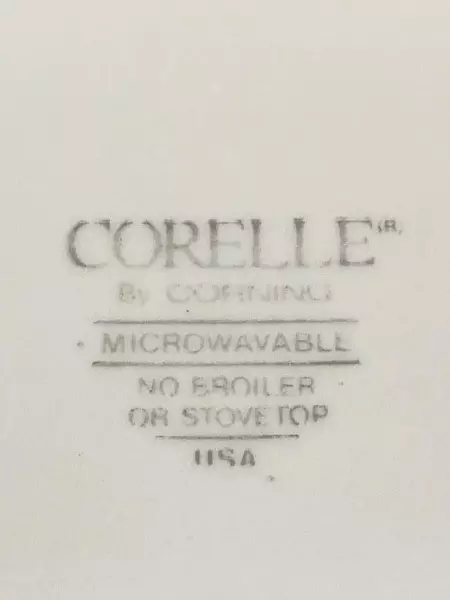 CORELLE®
By CORNING
MICROWAVABLE
NO BROILER
OR STOVETOP
USA